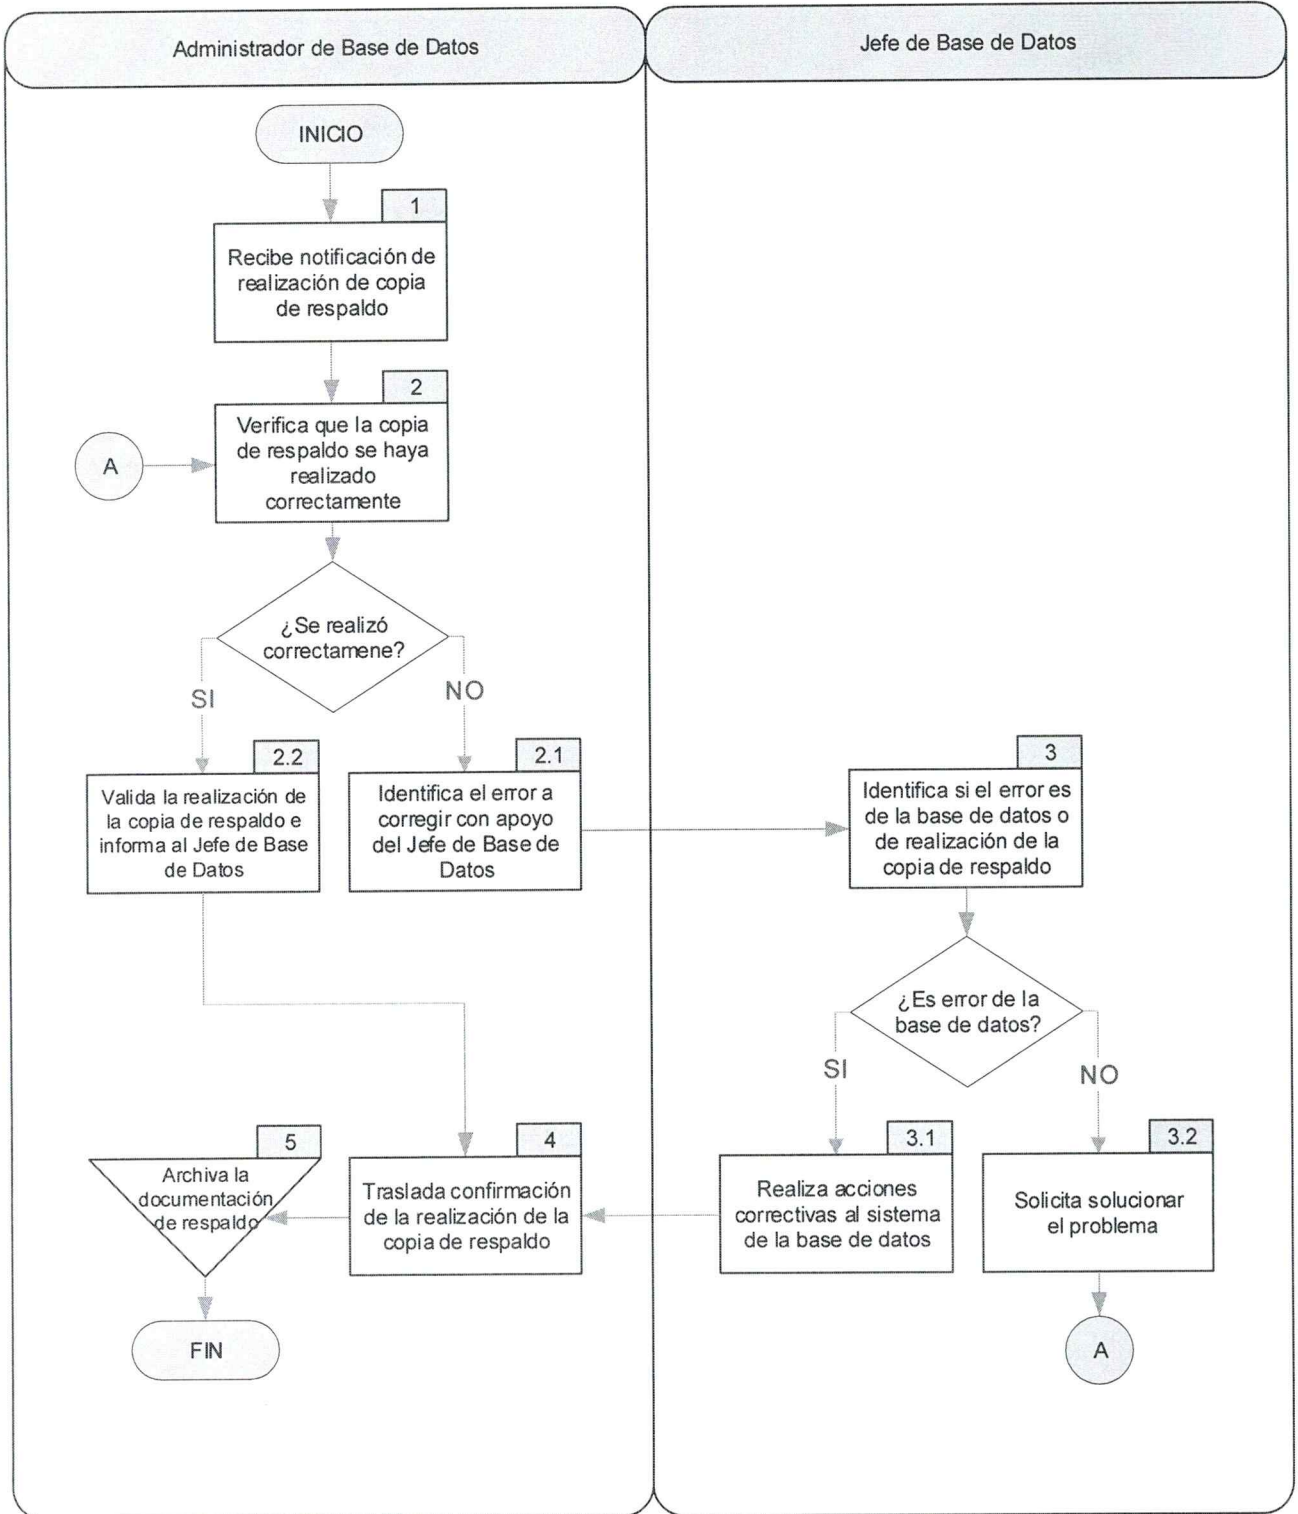 Administrador de Base de Datos
Jefe de Base de Datos
INICIO
1
Recibe notificación de
realización de copia
de respaldo
2
Verifica que la copia
de respaldo se haya
realizado
correctamente
A
¿Se realizó
correctamene?
SI
NO
2.2
Valida la realización de
la copia de respaldo e
informa al Jefe de Base
de Datos
2.1
Identifica el error a
corregir con apoyo
del Jefe de Base de
Datos
3
Identifica si el error es
de la base de datos o
de realización de la
copia de respaldo
¿Es error de la
base de datos?
SI
NO
3.1
Realiza acciones
correctivas al sistema
de la base de datos
3.2
Solicita solucionar
el problema
A
4
Traslada confirmación
de la realización de la
copia de respaldo
5
Archiva la
documentación
de respaldo
FIN